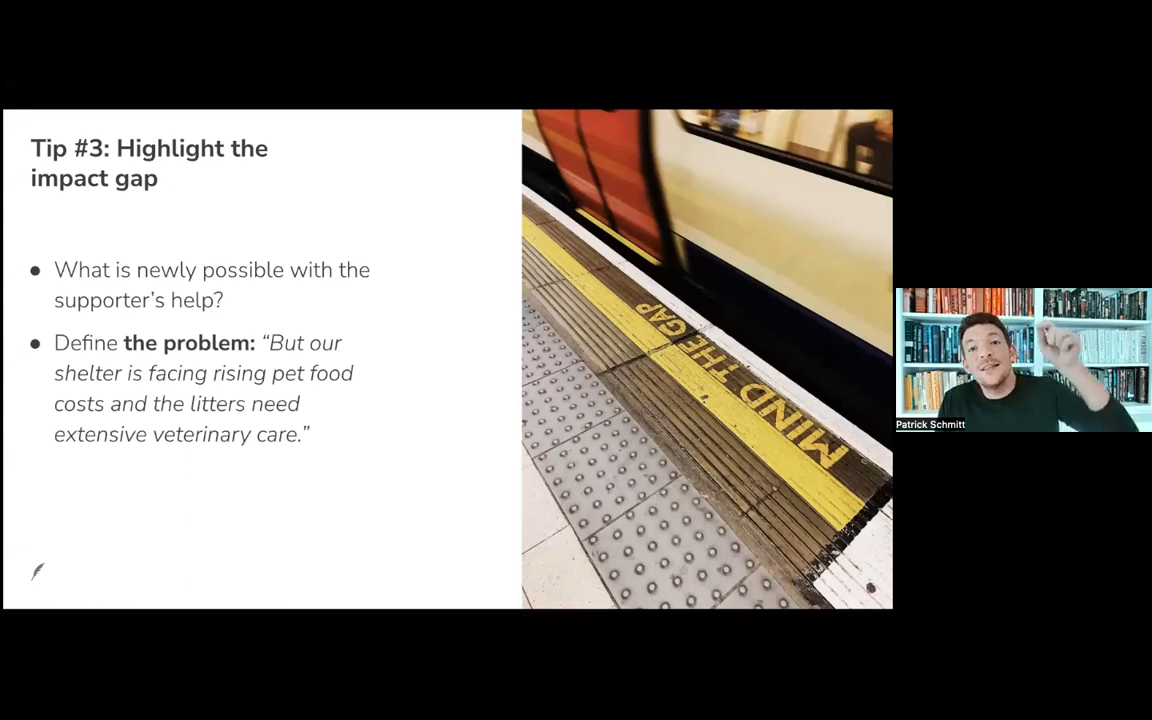 Tip #3: Highlight the
impact gap
● What is newly possible with the
supporter’s help?
● Define the problem: “But our
shelter is facing rising pet food
costs and the litters need
extensive veterinary care.”
MIND THE GAP
Patrick Schmitt